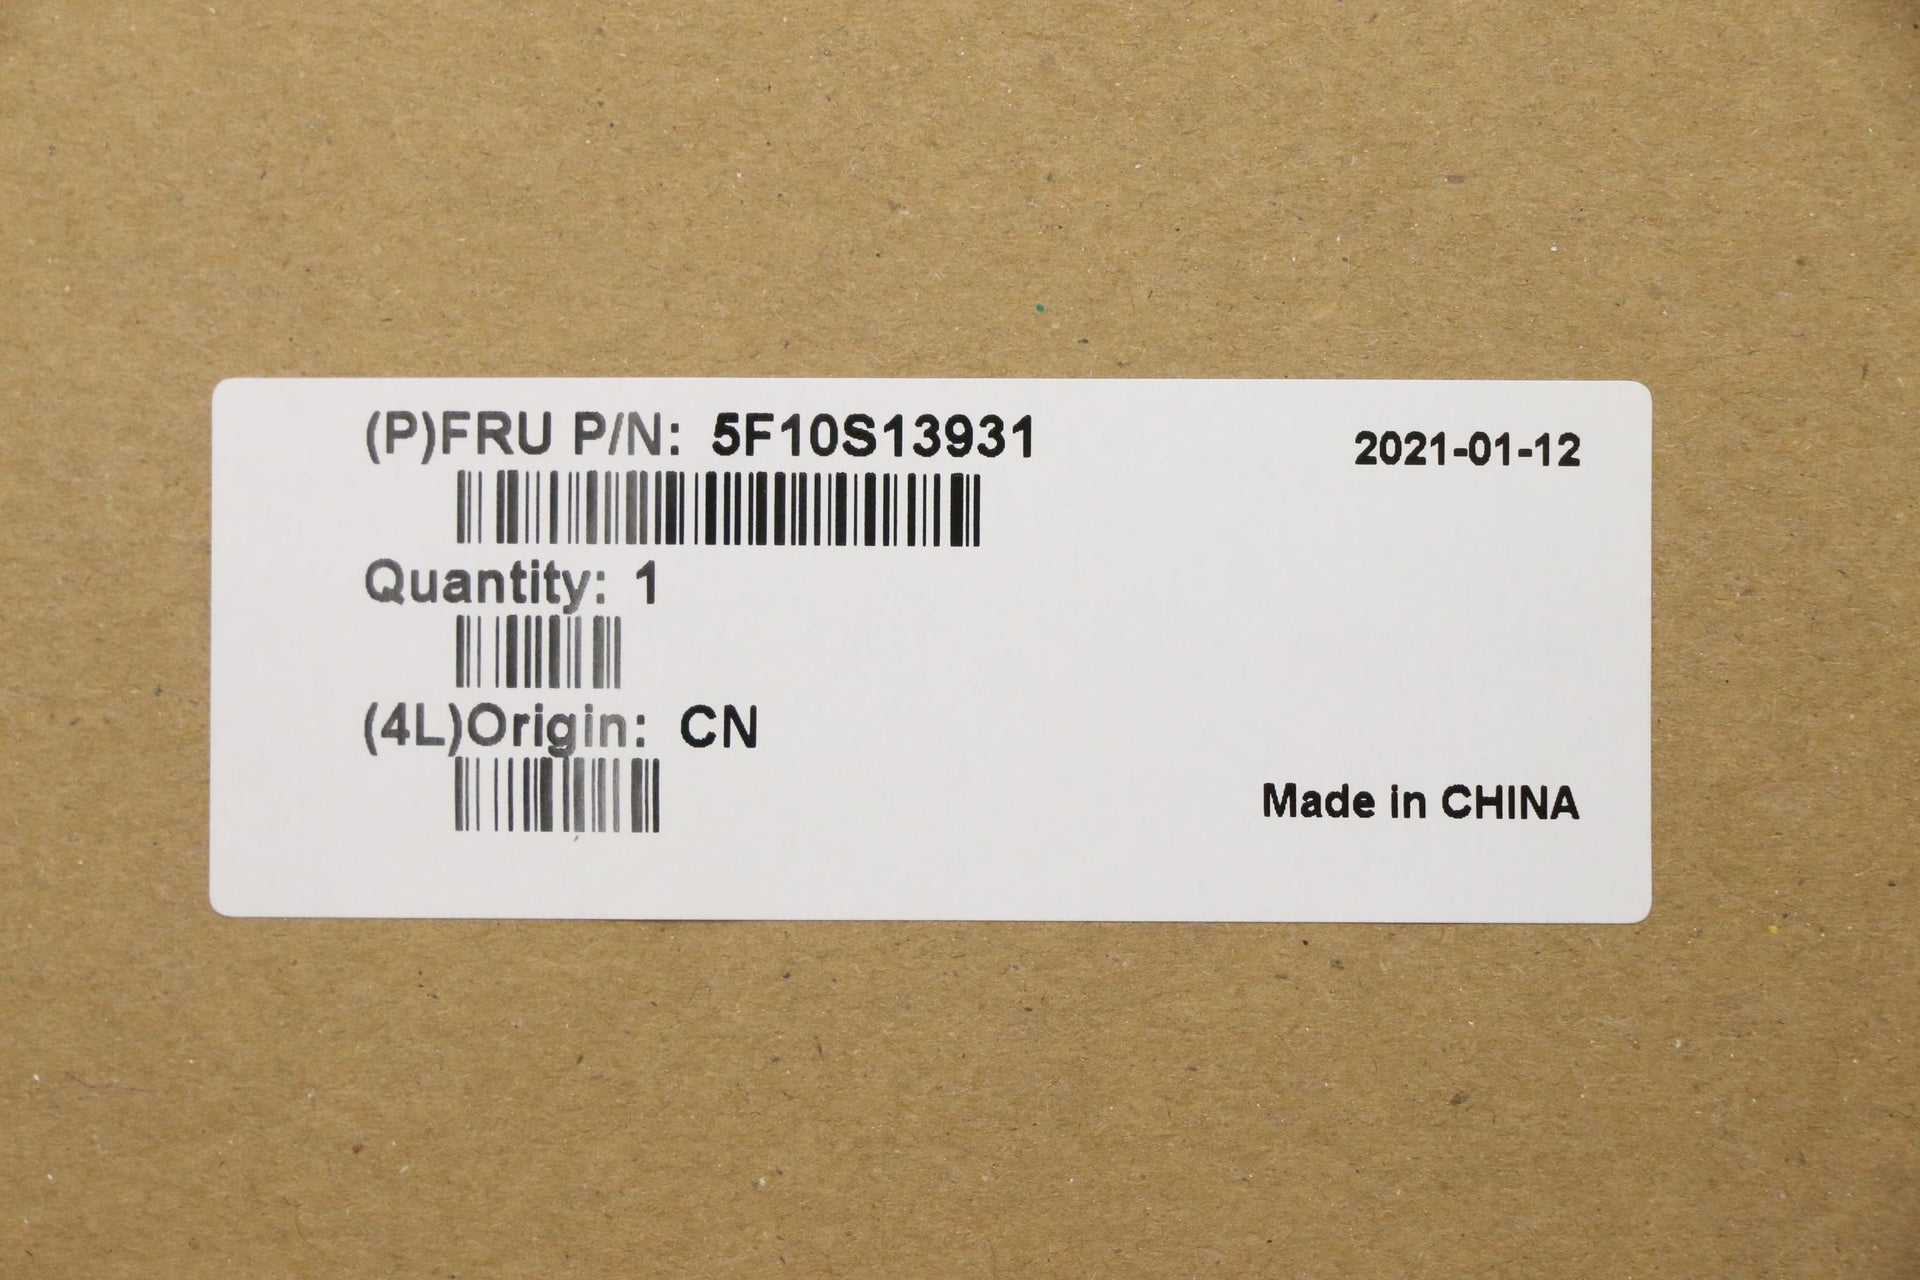 (P)FRU P/N: 5F10S13931
2021-01-12
Quantity: 1
(4L)Origin: CN
Made in CHINA